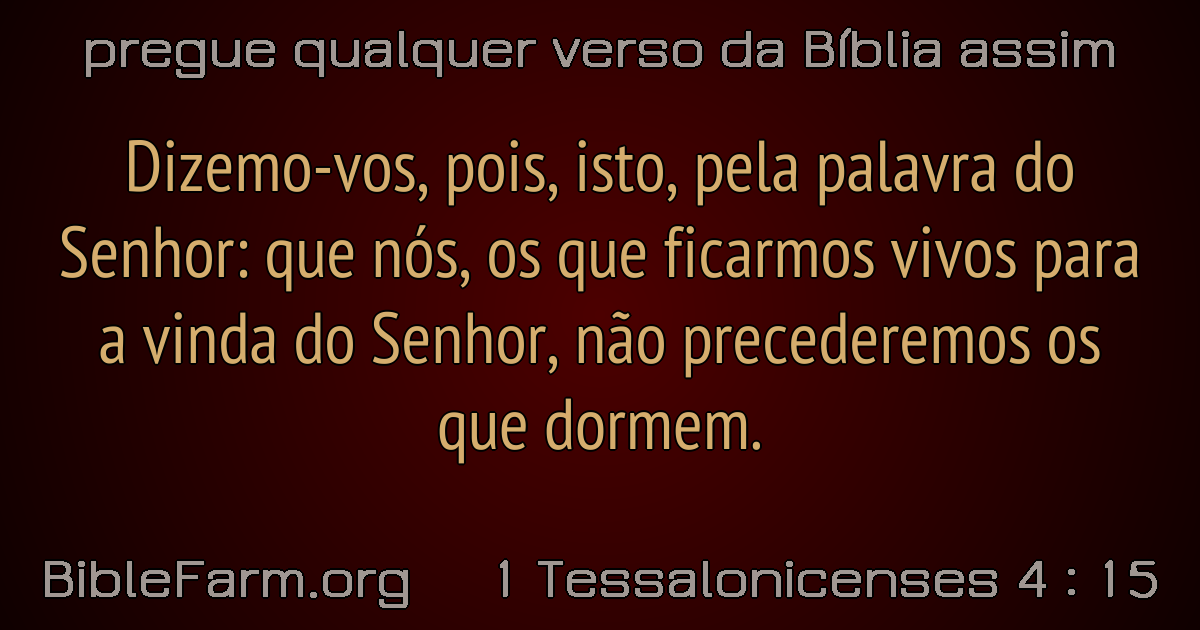 pregue qualquer verso da Bíblia assim
Dizemo-vos, pois, isto, pela palavra do
Senhor: que nós, os que ficarmos vivos para
a vinda do Senhor, não precederemos os
que dormem.
BibleFarm.org 1 Tessalonicenses 4 : 15